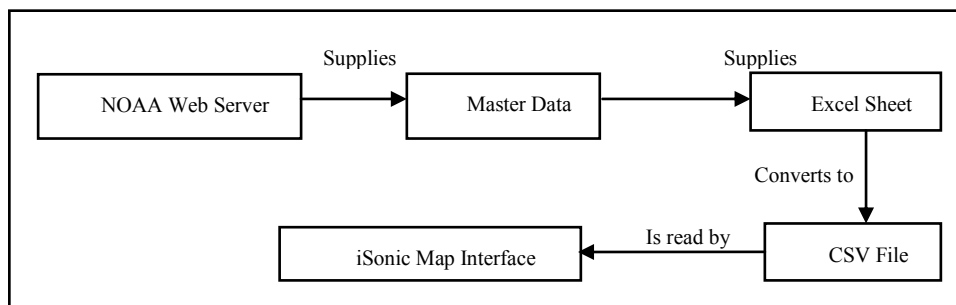 Supplies
Supplies
NOAA Web Server
Master Data
Excel Sheet
Converts to
Is read by
iSonic Map Interface
CSV File